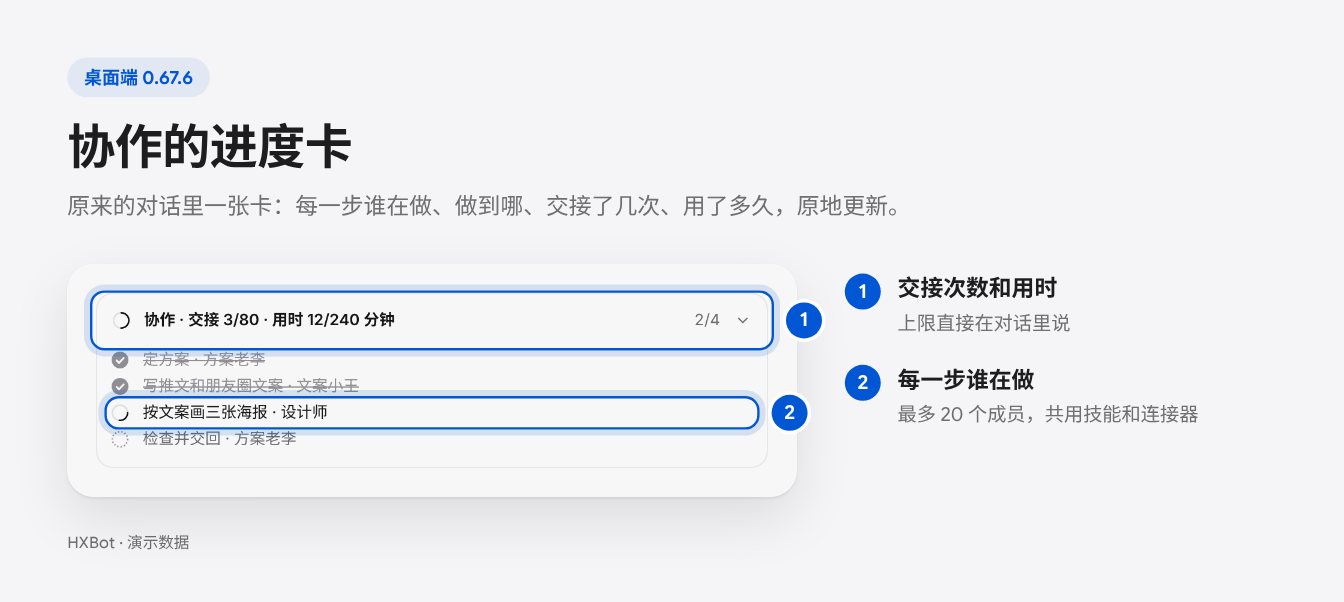 桌面端 0.67.6
协作的进度卡
原来的对话里一张卡：每一步谁在做、做到哪、交接了几次、用了多久，原地更新。
协作 · 交接 3/80 · 用时 12/240 分钟 2/4
1
定方案 · 方案老李
写推文和朋友圈文案 · 文案小王
按文案画三张海报 · 设计师
2
检查并交回 · 方案老李
1 交接次数和用时
上限直接在对话里说
2 每一步谁在做
最多 20 个成员，共用技能和连接器
HXBot · 演示数据